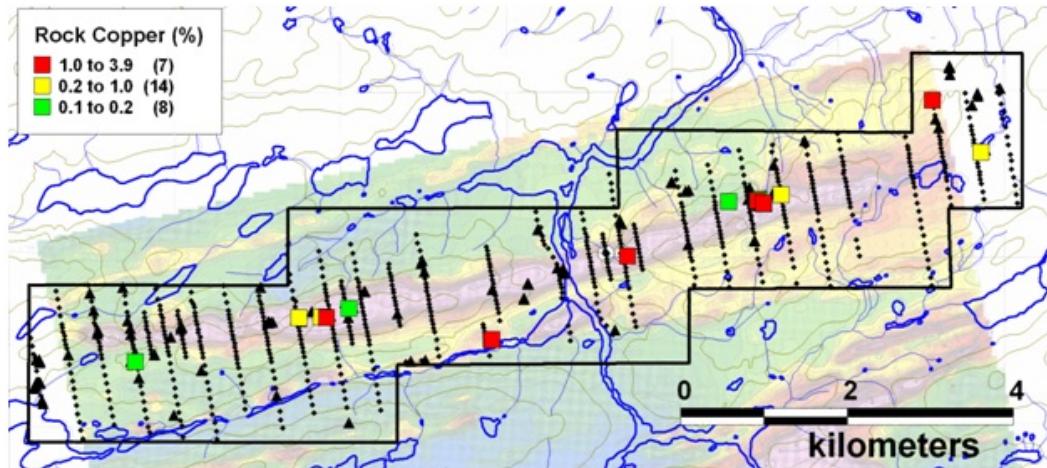 Rock Copper (%)
1.0 to 3.9 (7)
0.2 to 1.0 (14)
0.1 to 0.2 (8)
0 2 4
kilometers